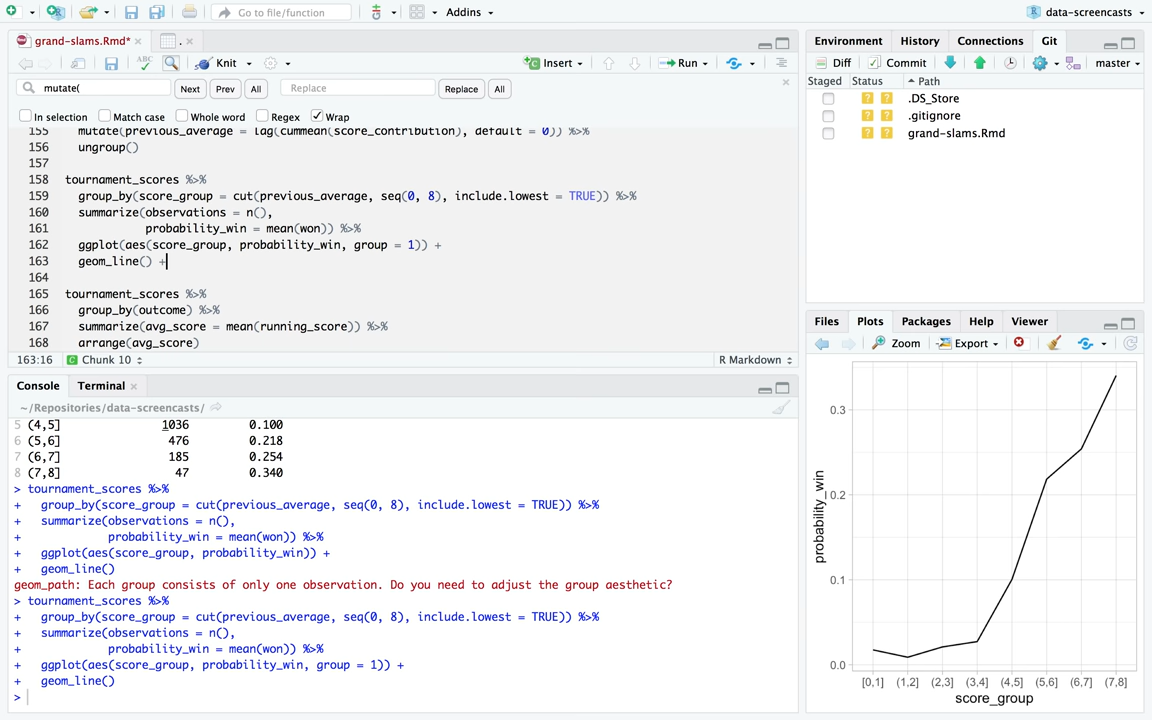 Go to file/function
Addins
data-screencasts
grand-slams.Rmd*
.
ABC
Knit
Insert
Run
mutate(
Next
Prev
All
Replace
Replace
All
In selection
Match case
Whole word
Regex
Wrap
155 mutate(previous_average = lag(cummean(score_contribution), default = 0)) %>%
156 ungroup()
157
158 tournament_scores %>%
159 group_by(score_group = cut(previous_average, seq(0, 8), include.lowest = TRUE)) %>%
160 summarize(observations = n(),
161 probability_win = mean(won)) %>%
162 ggplot(aes(score_group, probability_win, group = 1)) +
163 geom_line() +
164
165 tournament_scores %>%
166 group_by(outcome) %>%
167 summarize(avg_score = mean(running_score)) %>%
168 arrange(avg_score)
163:16
Chunk 10
R Markdown
Console
Terminal
~/Repositories/data-screencasts/
5 (4,5] 1036 0.100
6 (5,6] 476 0.218
7 (6,7] 185 0.254
8 (7,8] 47 0.340
> tournament_scores %>%
+ group_by(score_group = cut(previous_average, seq(0, 8), include.lowest = TRUE)) %>%
+ summarize(observations = n(),
+ probability_win = mean(won)) %>%
+ ggplot(aes(score_group, probability_win)) +
+ geom_line()
geom_path: Each group consists of only one observation. Do you need to adjust the group aesthetic?
> tournament_scores %>%
+ group_by(score_group = cut(previous_average, seq(0, 8), include.lowest = TRUE)) %>%
+ summarize(observations = n(),
+ probability_win = mean(won)) %>%
+ ggplot(aes(score_group, probability_win, group = 1)) +
+ geom_line()
>
Environment
History
Connections
Git
Diff
Commit
master
Staged
Status
Path
? ? .DS_Store
? ? .gitignore
? ? grand-slams.Rmd
Files
Plots
Packages
Help
Viewer
Zoom
Export
0.3
0.2
0.1
0.0
probability_win
[0,1] (1,2] (2,3] (3,4] (4,5] (5,6] (6,7] (7,8]
score_group